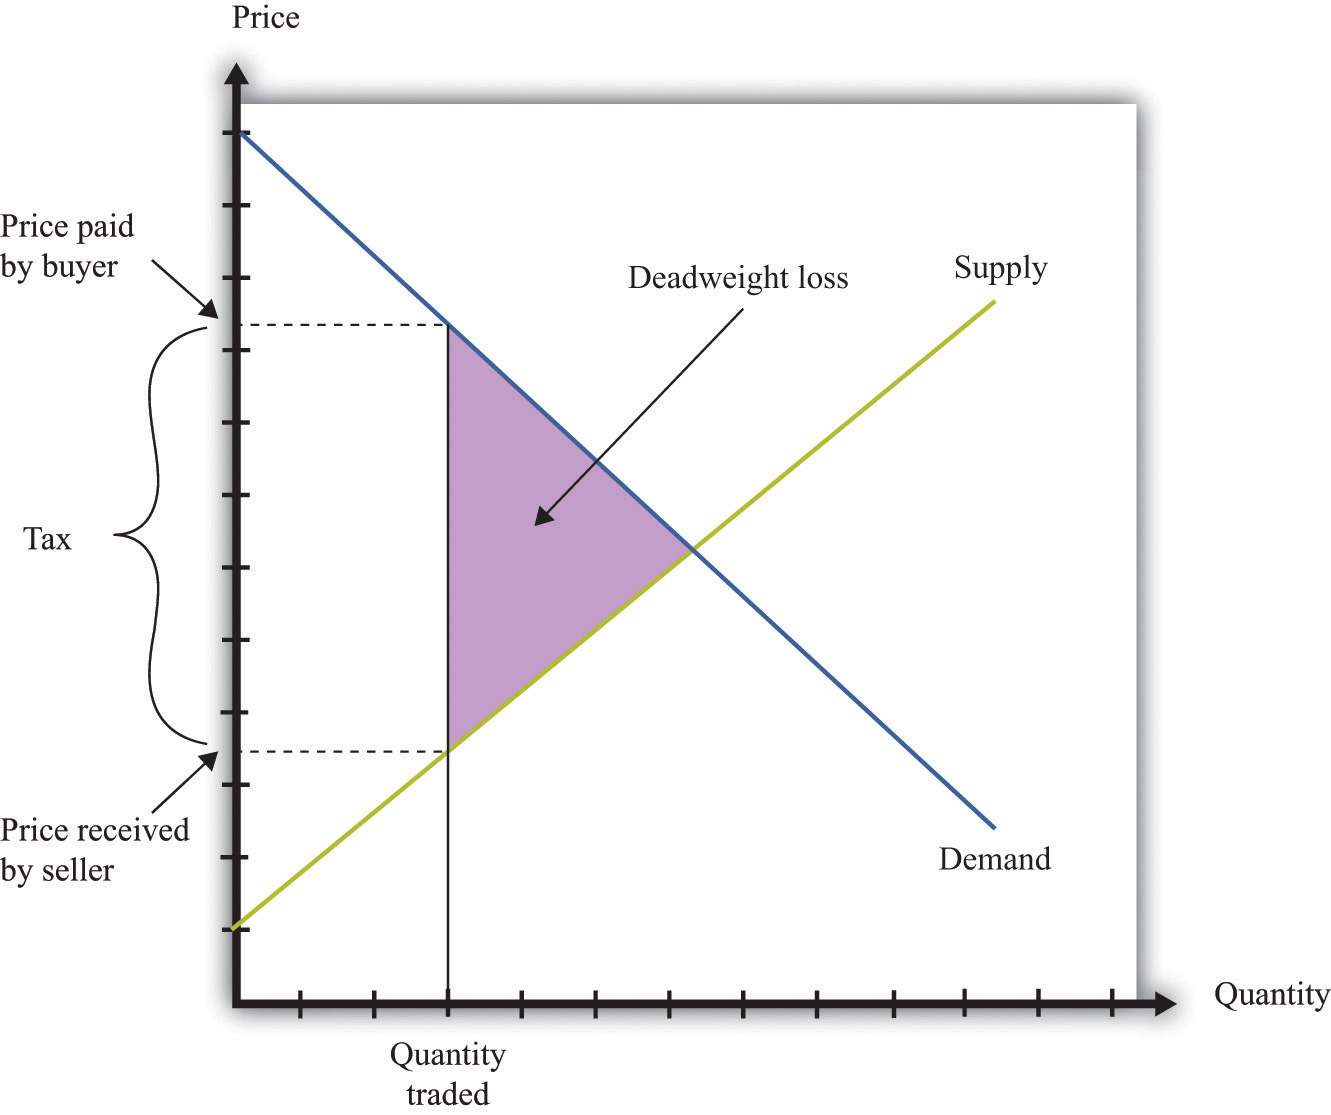 Price
Price paid
by buyer
Deadweight loss
Supply
Tax
Price received
by seller
Demand
Quantity
Quantity
traded